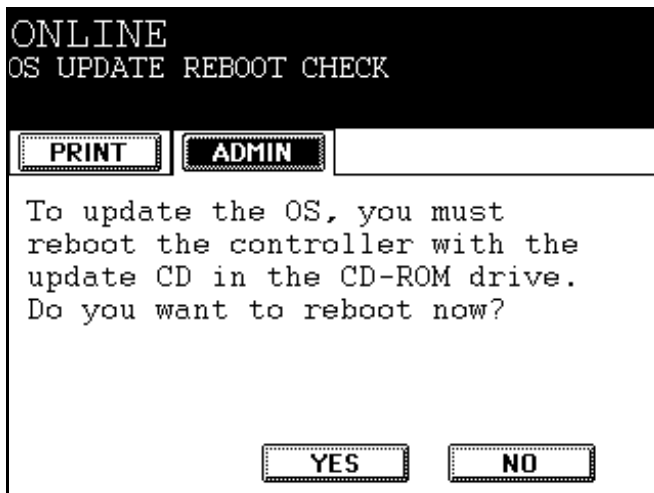 ONLINE
OS UPDATE REBOOT CHECK
PRINT ADMIN
To update the OS, you must
reboot the controller with the
update CD in the CD-ROM drive.
Do you want to reboot now?
YES NO